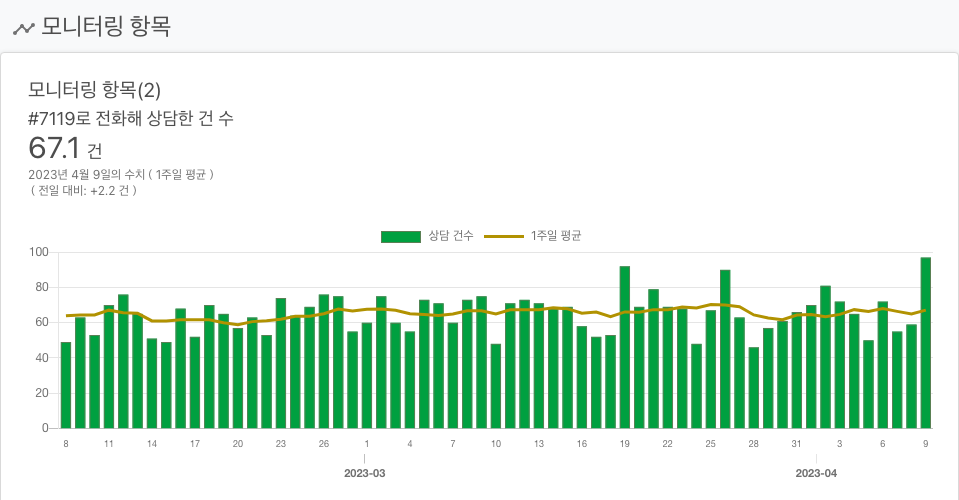 모니터링 항목
모니터링 항목(2)
#7119로 전화해 상담한 건 수
67.1 건
2023년 4월 9일의 수치 ( 1주일 평균 )
( 전일 대비: +2.2 건 )
상담 건수 1주일 평균
100
80
60
40
20
0
8 11 14 17 20 23 26 1 4 7 10 13 16 19 22 25 28 31 3 6 9
2023-03 2023-04